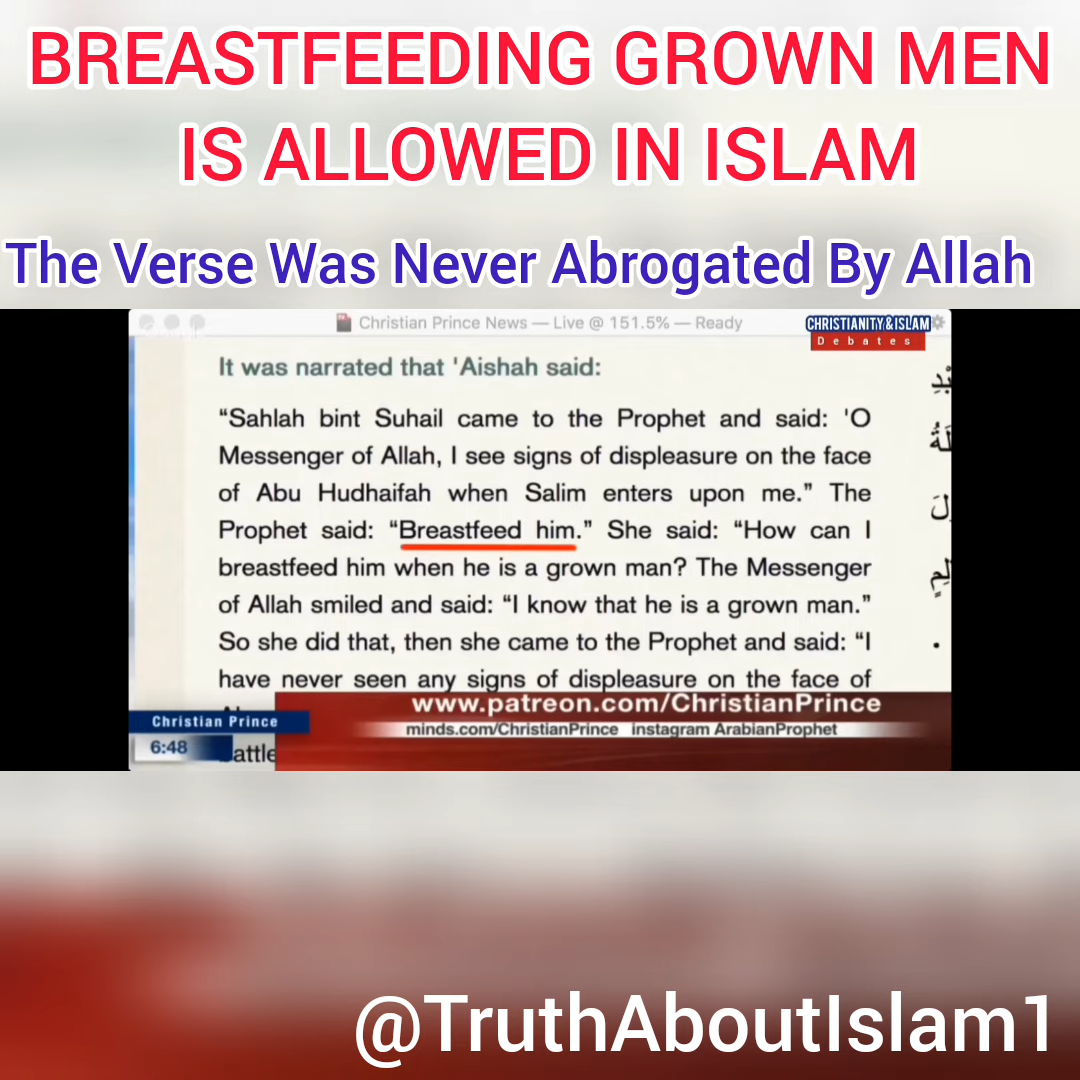 BREASTFEEDING GROWN MEN
IS ALLOWED IN ISLAM
The Verse Was Never Abrogated By Allah
Christian Prince News — Live @ 151.5% — Ready
CHRISTIANITY & ISLAM
Debates
It was narrated that 'Aishah said:
“Sahlah bint Suhail came to the Prophet and said: 'O
Messenger of Allah, I see signs of displeasure on the face
of Abu Hudhaifah when Salim enters upon me.” The
Prophet said: “Breastfeed him.” She said: “How can I
breastfeed him when he is a grown man? The Messenger
of Allah smiled and said: “I know that he is a grown man.”
So she did that, then she came to the Prophet and said: “I
have never seen any signs of displeasure on the face of
www.patreon.com/ChristianPrince
Christian Prince
minds.com/ChristianPrince instagram ArabianProphet
6:48
@TruthAboutIslam1